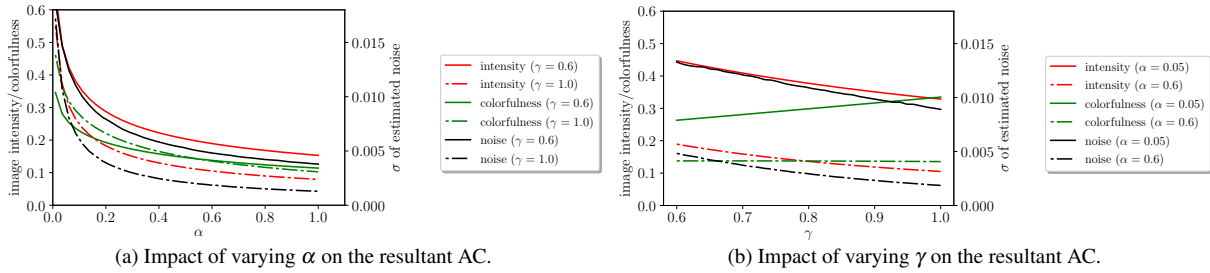 image intensity/colorfulness
0.6
0.5
0.4
0.3
0.2
0.1
0.0
0.0 0.2 0.4 0.6 0.8 1.0
α
0.015
0.010
0.005
0.000
σ of estimated noise
intensity (γ = 0.6)
intensity (γ = 1.0)
colorfulness (γ = 0.6)
colorfulness (γ = 1.0)
noise (γ = 0.6)
noise (γ = 1.0)
(a) Impact of varying α on the resultant AC.
image intensity/colorfulness
0.6
0.5
0.4
0.3
0.2
0.1
0.0
0.6 0.7 0.8 0.9 1.0
γ
0.015
0.010
0.005
0.000
σ of estimated noise
intensity (α = 0.05)
intensity (α = 0.6)
colorfulness (α = 0.05)
colorfulness (α = 0.6)
noise (α = 0.05)
noise (α = 0.6)
(b) Impact of varying γ on the resultant AC.